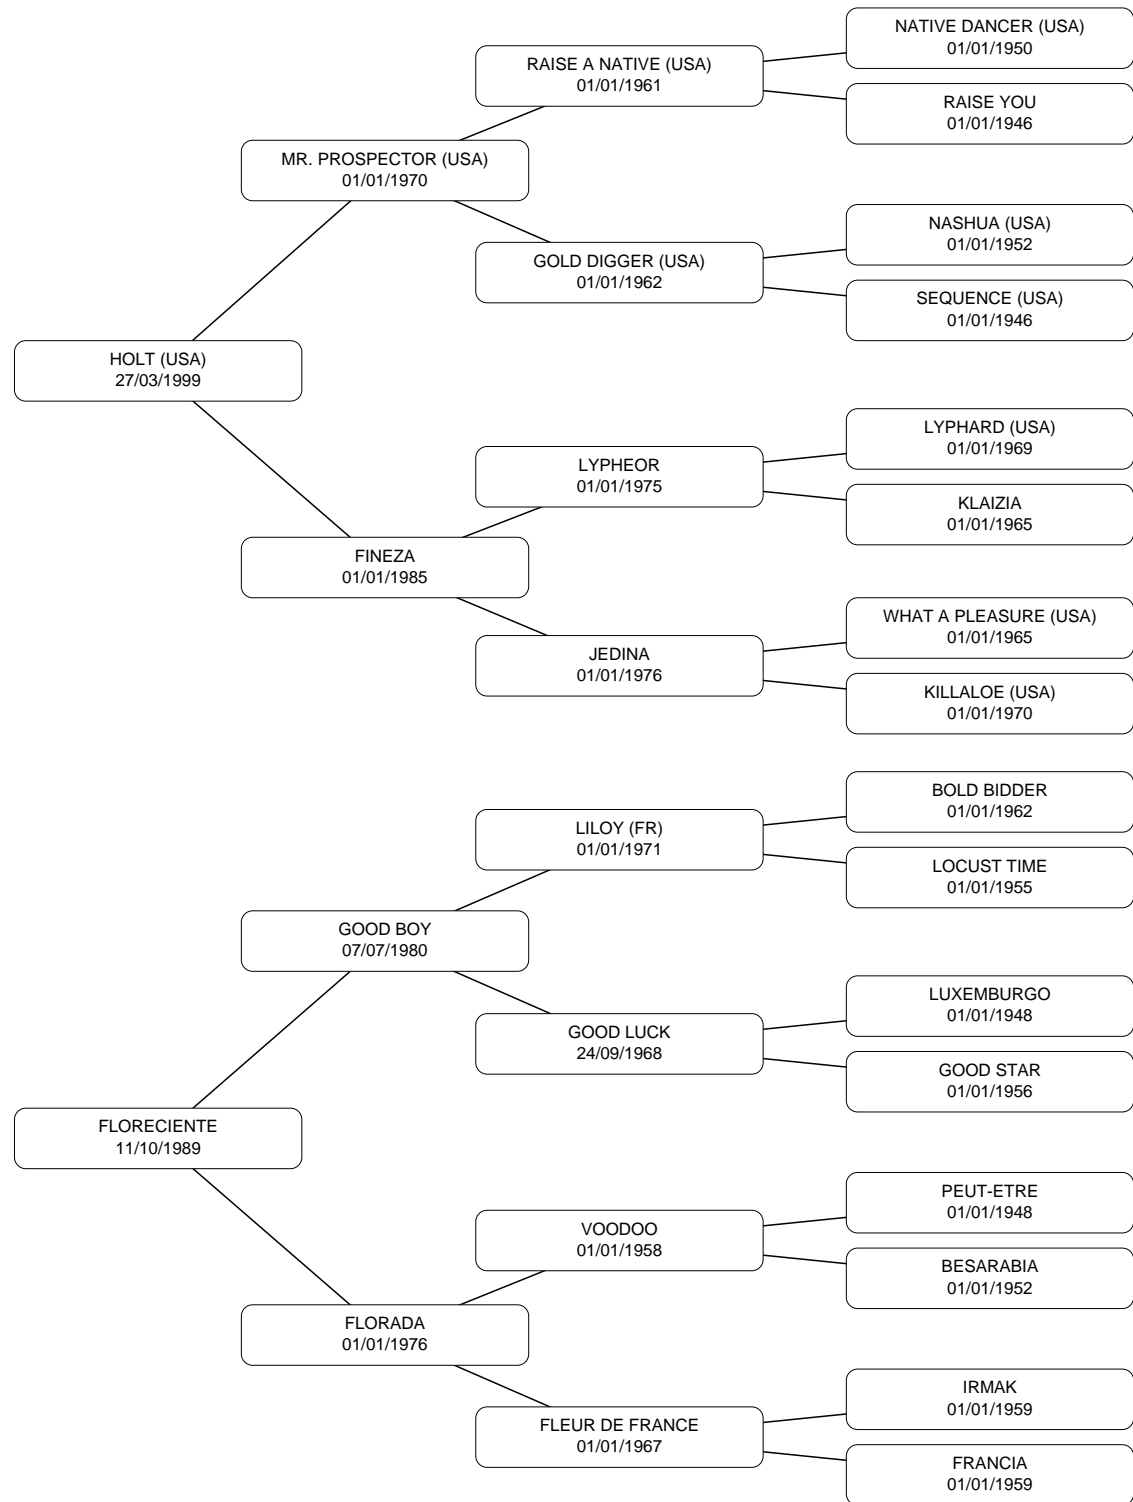 NATIVE DANCER (USA)
01/01/1950
RAISE A NATIVE (USA)
01/01/1961
RAISE YOU
01/01/1946
MR. PROSPECTOR (USA)
01/01/1970
NASHUA (USA)
01/01/1952
GOLD DIGGER (USA)
01/01/1962
SEQUENCE (USA)
01/01/1946
HOLT (USA)
27/03/1999
LYPHARD (USA)
01/01/1969
LYPHEOR
01/01/1975
KLAIZIA
01/01/1965
FINEZA
01/01/1985
WHAT A PLEASURE (USA)
01/01/1965
JEDINA
01/01/1976
KILLALOE (USA)
01/01/1970
BOLD BIDDER
01/01/1962
LILOY (FR)
01/01/1971
LOCUST TIME
01/01/1955
GOOD BOY
07/07/1980
LUXEMBURGO
01/01/1948
GOOD LUCK
24/09/1968
GOOD STAR
01/01/1956
FLORECIENTE
11/10/1989
PEUT-ETRE
01/01/1948
VOODOO
01/01/1958
BESARABIA
01/01/1952
FLORADA
01/01/1976
IRMAK
01/01/1959
FLEUR DE FRANCE
01/01/1967
FRANCIA
01/01/1959